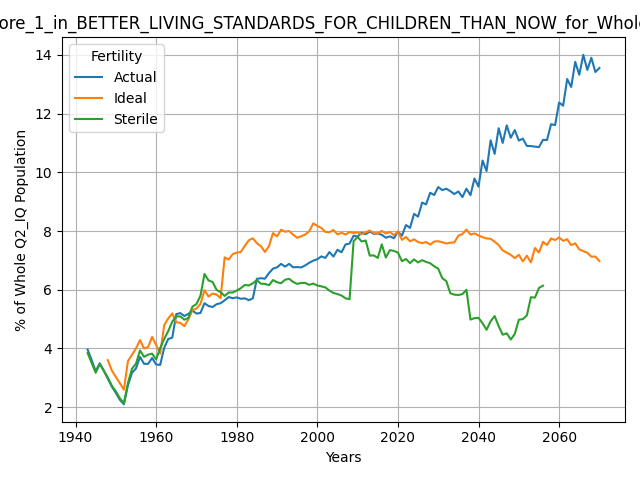 ore_1_in_BETTER_LIVING_STANDARDS_FOR_CHILDREN_THAN_NOW_for_Whole
Fertility
Actual
Ideal
Sterile
% of Whole Q2_IQ Population
14
12
10
8
6
4
2
1940 1960 1980 2000 2020 2040 2060
Years